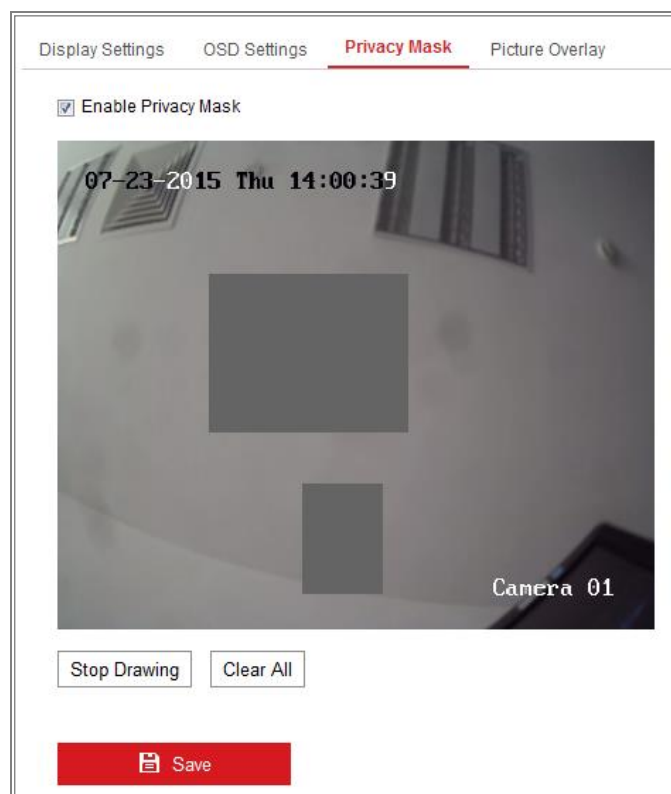 Display Settings OSD Settings Privacy Mask Picture Overlay
Enable Privacy Mask
07-23-2015 Thu 14:00:39
Camera 01
Stop Drawing Clear All
Save